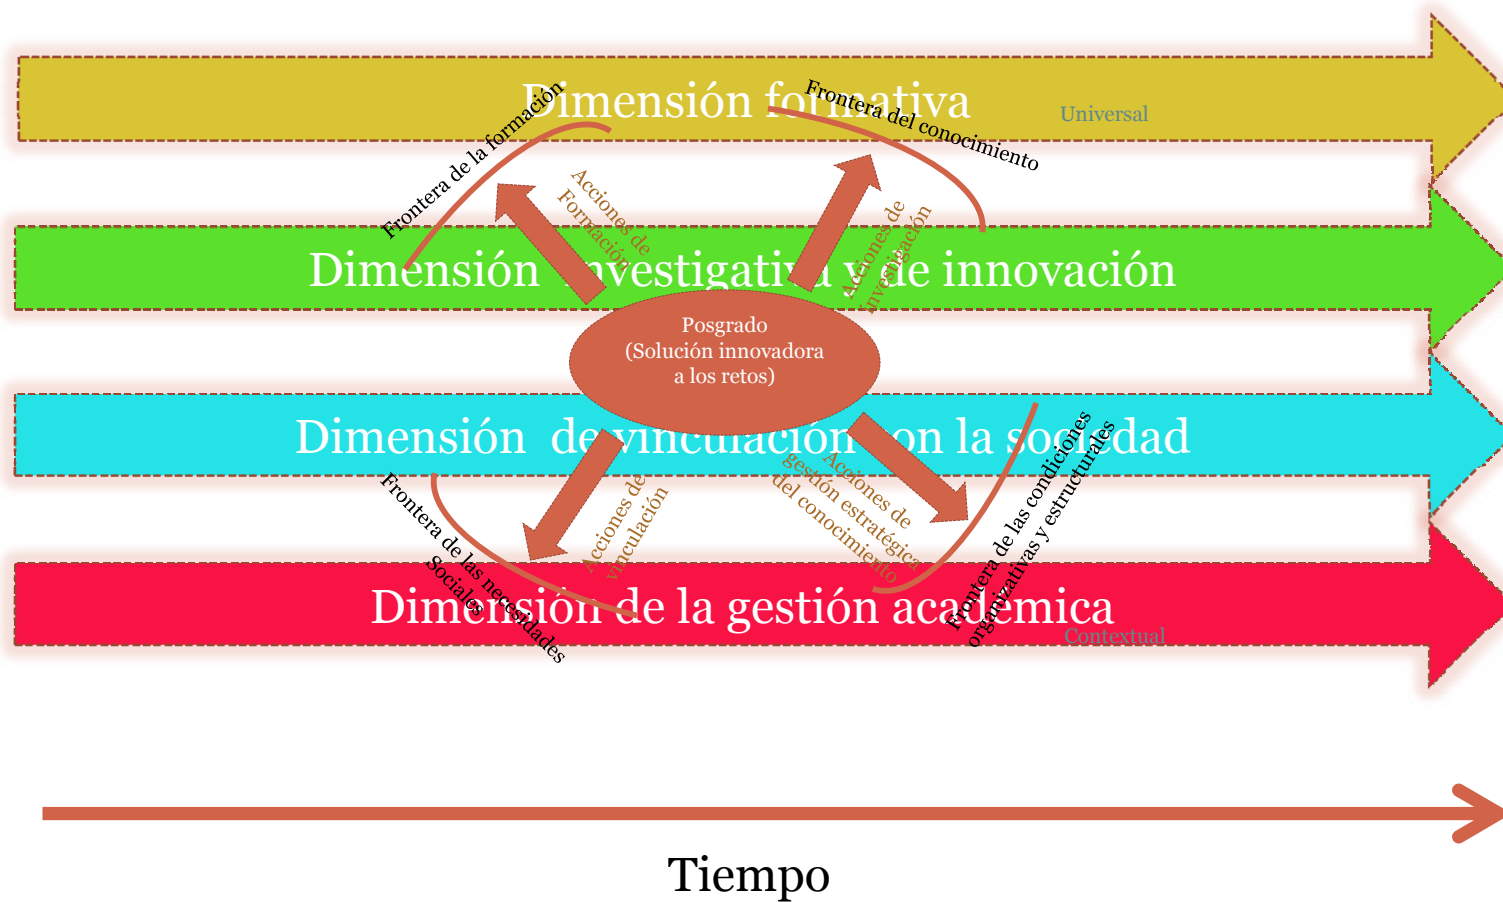 Dimensión formativa
Universal
Frontera de la formación
Frontera del conocimiento
Acciones de
Formación
Acciones de
investigación
Dimensión investigativa y de innovación
Posgrado
(Solución innovadora
a los retos)
Dimensión de vinculación con la sociedad
Acciones de
vinculación
Acciones de
gestión estratégica
del conocimiento
Frontera de las necesidades
Sociales
Frontera de las condiciones
organizativas y estructurales
Dimensión de la gestión académica
Contextual
Tiempo